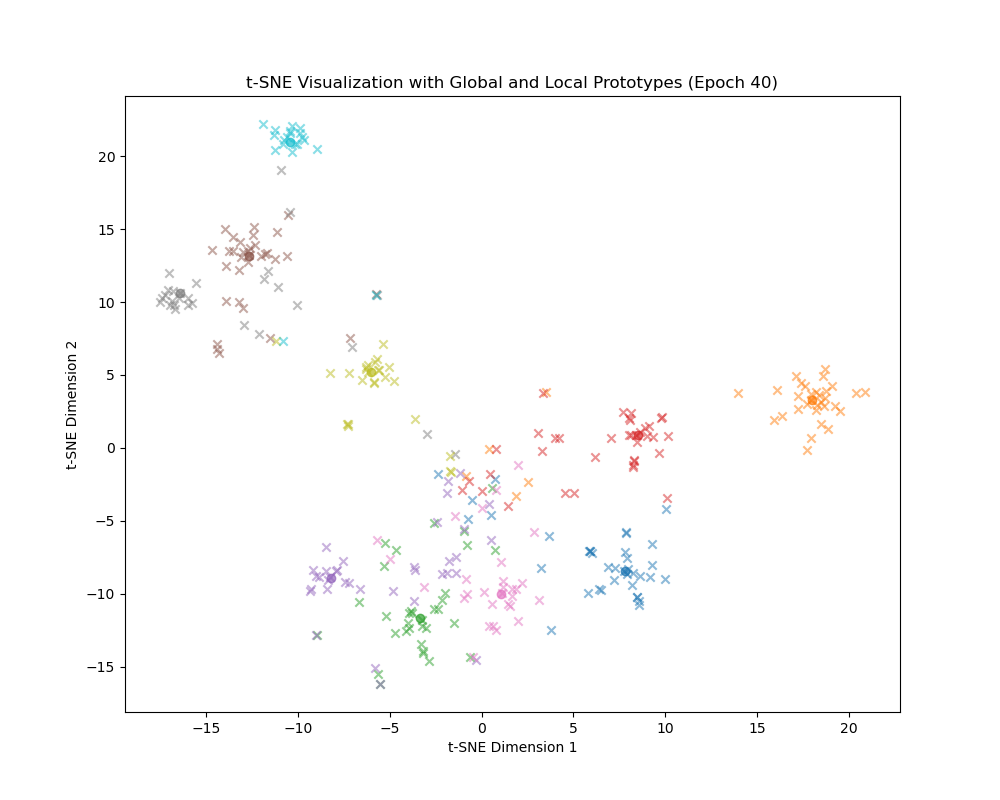 t-SNE Visualization with Global and Local Prototypes (Epoch 40)
20
15
10
5
0
−5
−10
−15
t-SNE Dimension 2
−15 −10 −5 0 5 10 15 20
t-SNE Dimension 1